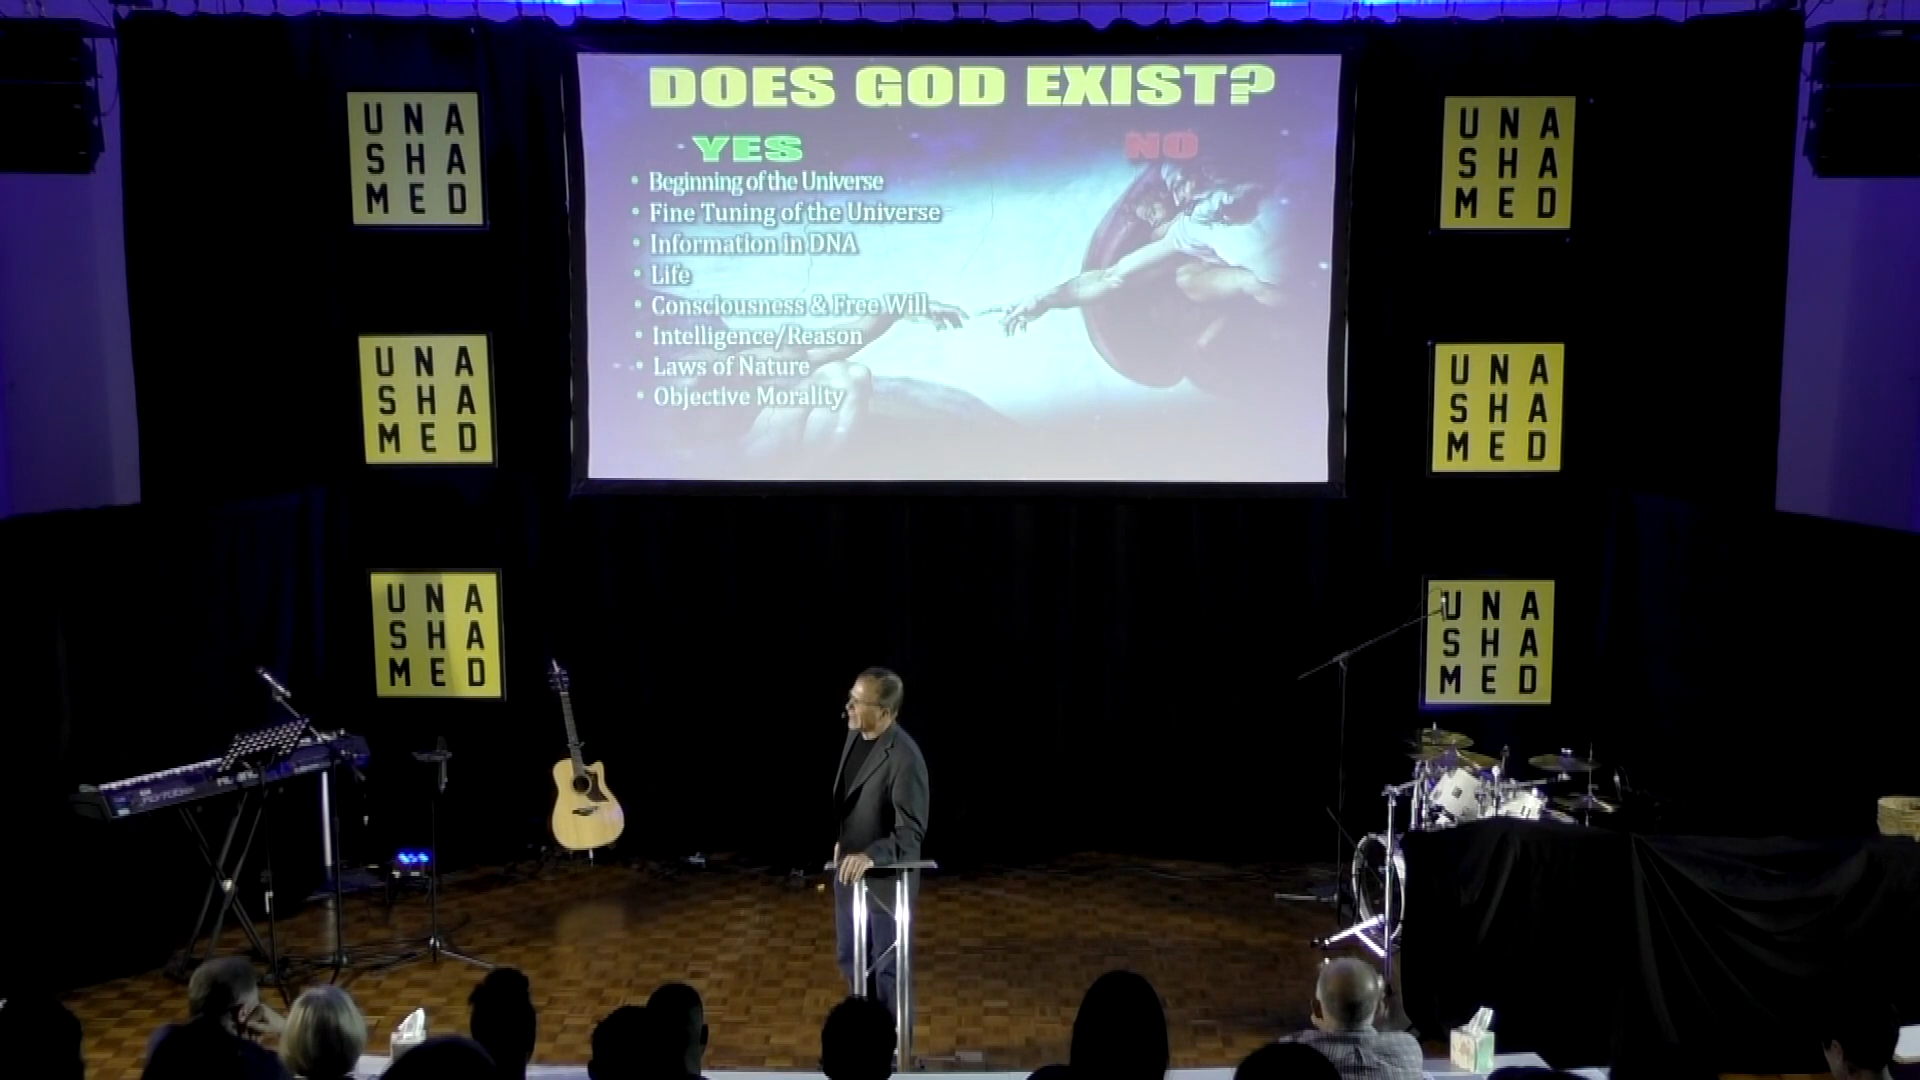 DOES GOD EXIST?
YES
NO
• Beginning of the Universe
• Fine Tuning of the Universe
• Information in DNA
• Life
• Consciousness & Free Will
• Intelligence/Reason
• Laws of Nature
• Objective Morality
UNA
SHA
MED
UNA
SHA
MED
UNA
SHA
MED
UNA
SHA
MED
UNA
SHA
MED
UNA
SHA
MED